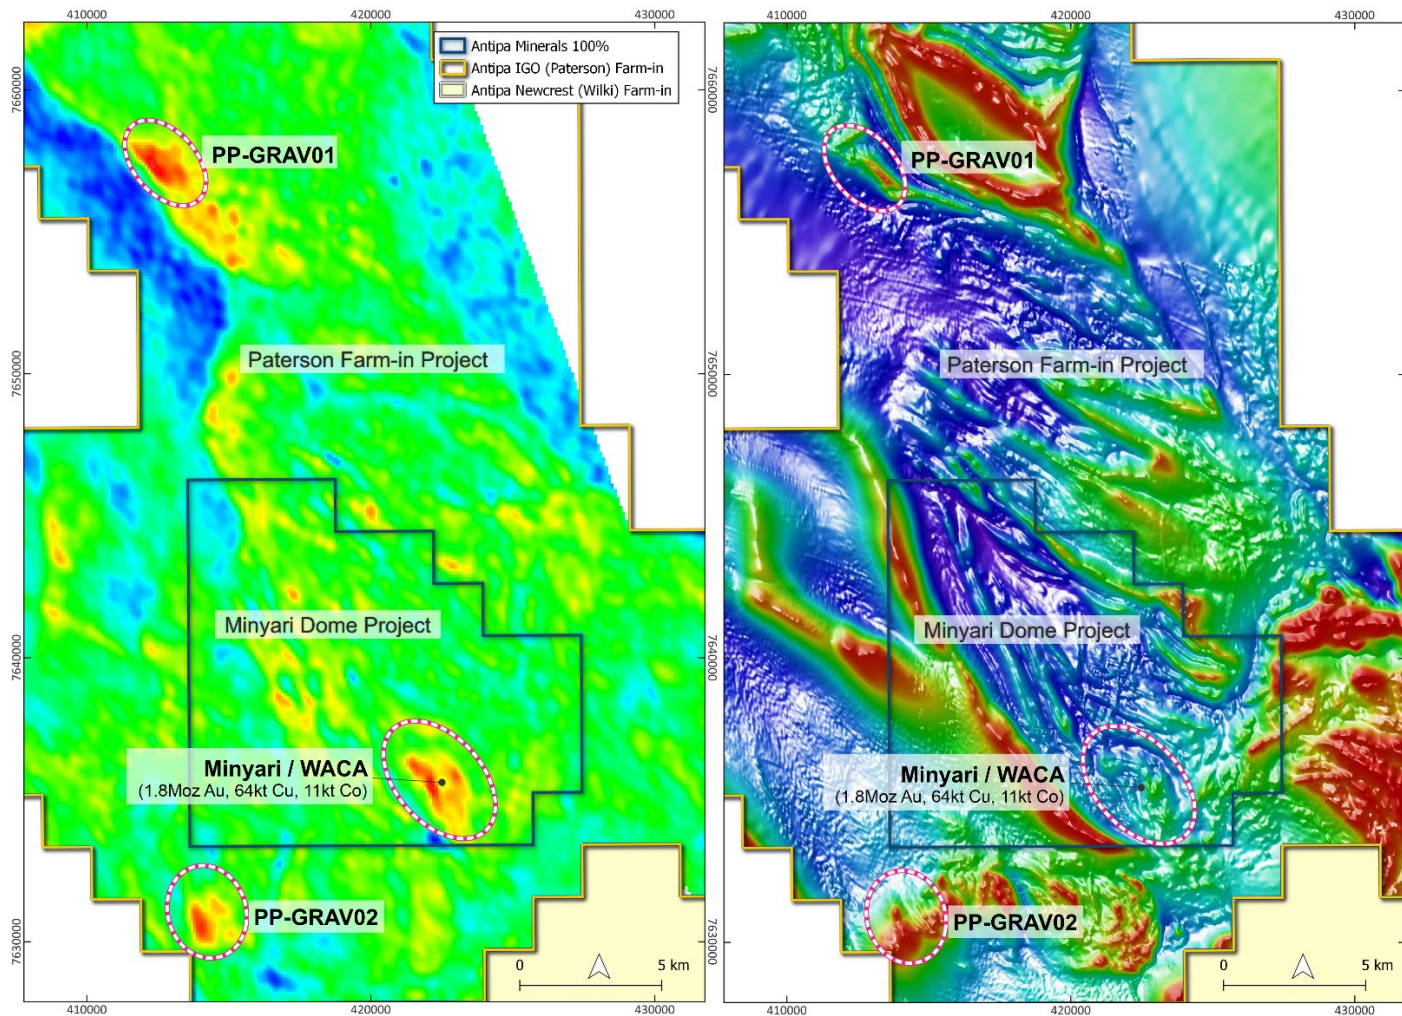 410000
420000
430000
410000
420000
430000
Antipa Minerals 100%
Antipa IGO (Paterson) Farm-in
Antipa Newcrest (Wilki) Farm-in
7660000
7660000
PP-GRAV01
PP-GRAV01
Paterson Farm-in Project
Paterson Farm-in Project
7650000
7650000
Minyari Dome Project
Minyari Dome Project
7640000
7640000
Minyari / WACA
(1.8Moz Au, 64kt Cu, 11kt Co)
Minyari / WACA
(1.8Moz Au, 64kt Cu, 11kt Co)
PP-GRAV02
PP-GRAV02
7630000
7630000
0 5 km
0 5 km
410000
420000
430000
410000
420000
430000